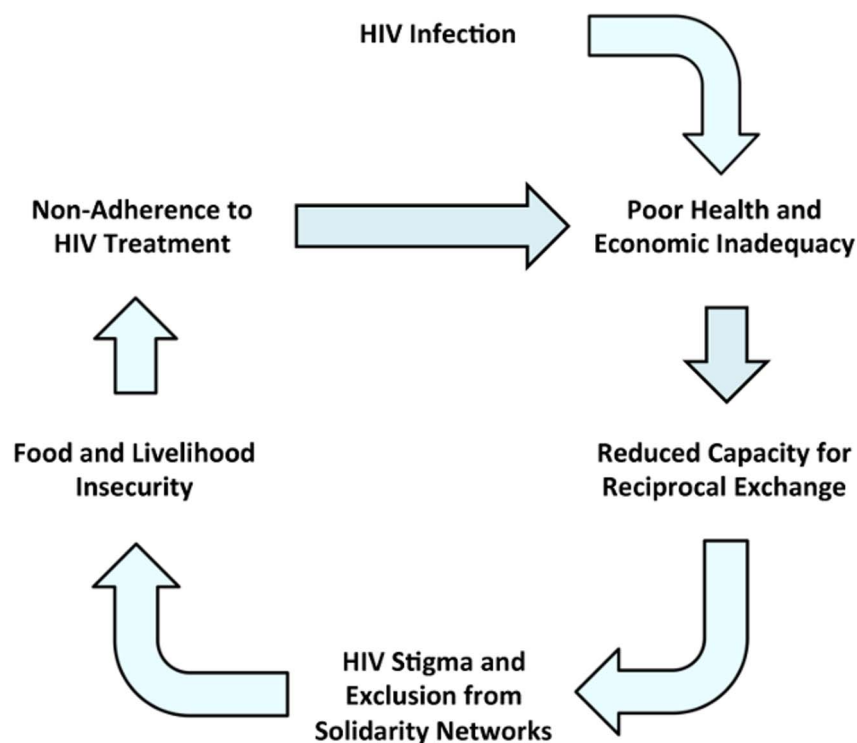 HIV Infection
Non-Adherence to
HIV Treatment
Poor Health and
Economic Inadequacy
Food and Livelihood
Insecurity
Reduced Capacity for
Reciprocal Exchange
HIV Stigma and
Exclusion from
Solidarity Networks